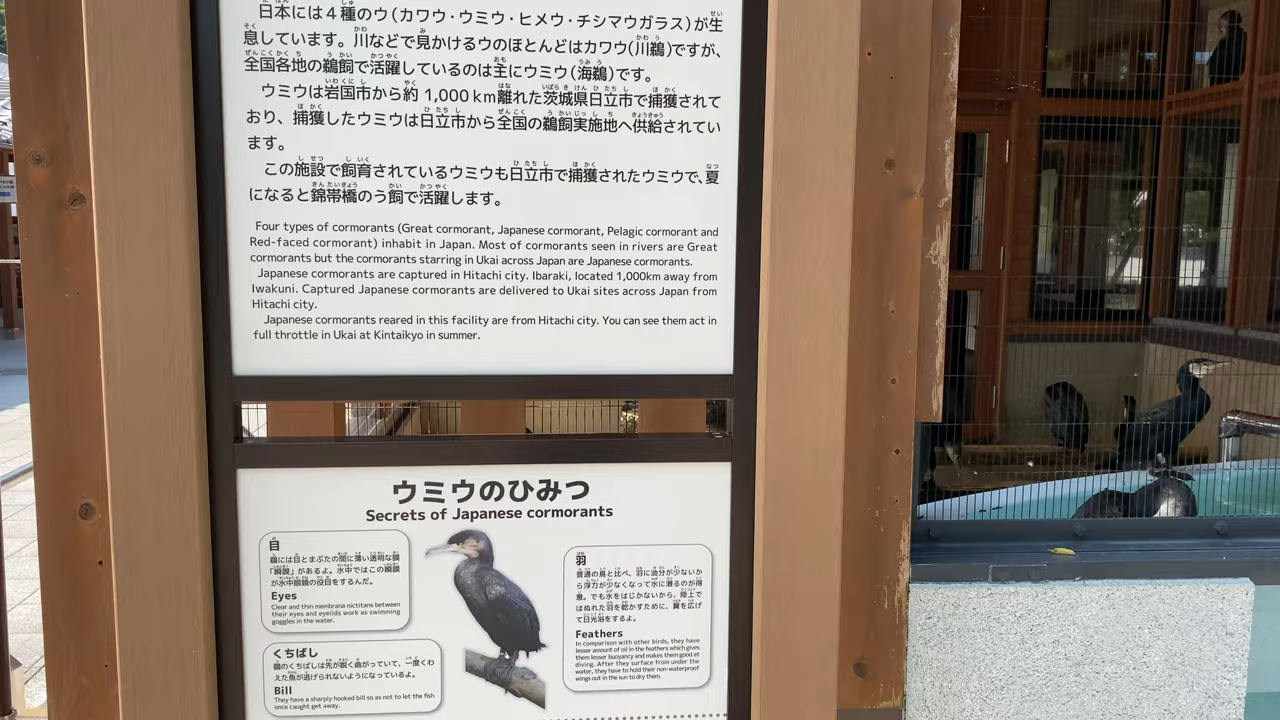 日本には4種のウ(カワウ・ウミウ・ヒメウ・チシマウガラス)が生
息しています。川などで見かけるウのほとんどはカワウ(川鵜)ですが、
全国各地の鵜飼で活躍しているのは主にウミウ(海鵜)です。
ウミウは岩国市から約 1,000km離れた茨城県日立市で捕獲されて
おり、捕獲したウミウは日立市から全国の鵜飼実施地へ供給されてい
ます。
この施設で飼育されているウミウも日立市で捕獲されたウミウで、夏
になると錦帯橋のう飼で活躍します。
Four types of cormorants (Great cormorant, Japanese cormorant, Pelagic cormorant and
Red-faced cormorant) inhabit in Japan. Most of cormorants seen in rivers are Great
cormorants but the cormorants starring in Ukai across Japan are Japanese cormorants.
Japanese cormorants are captured in Hitachi city. Ibaraki, located 1,000km away from
Iwakuni. Captured Japanese cormorants are delivered to Ukai sites across Japan from
Hitachi city.
Japanese cormorants reared in this facility are from Hitachi city. You can see them act in
full throttle in Ukai at Kintaikyo in summer.
ウミウのひみつ
Secrets of Japanese cormorants
目
鵜には目とまぶたの間に薄い透明な膜
「瞬膜」があるよ。水中ではこの瞬膜
が水中眼鏡の役目をするんだ。
Eyes
Clear and thin membrana nictitans between
their eyes and eyelids work as swimming
goggles in the water.
くちばし
鵜のくちばしは先が鋭く曲がっていて、一度くわ
えた魚が逃げられないようになっているよ。
Bill
They have a sharply hooked bill so as not to let the fish
once caught get away.
羽
普通の鳥と比べ、羽に油分が少ないか
ら浮力が少なくなって水に潜るのが得
意。でも水をはじかないから、陸上で
はぬれた羽を乾かすために、翼を広げ
て日光浴をするよ。
Feathers
In comparison with other birds, they have
lesser amount of oil in the feathers which gives
them lesser buoyancy and makes them good at
diving. After they surface from under the
water, they have to hold their non-waterproof
wings out in the sun to dry them.